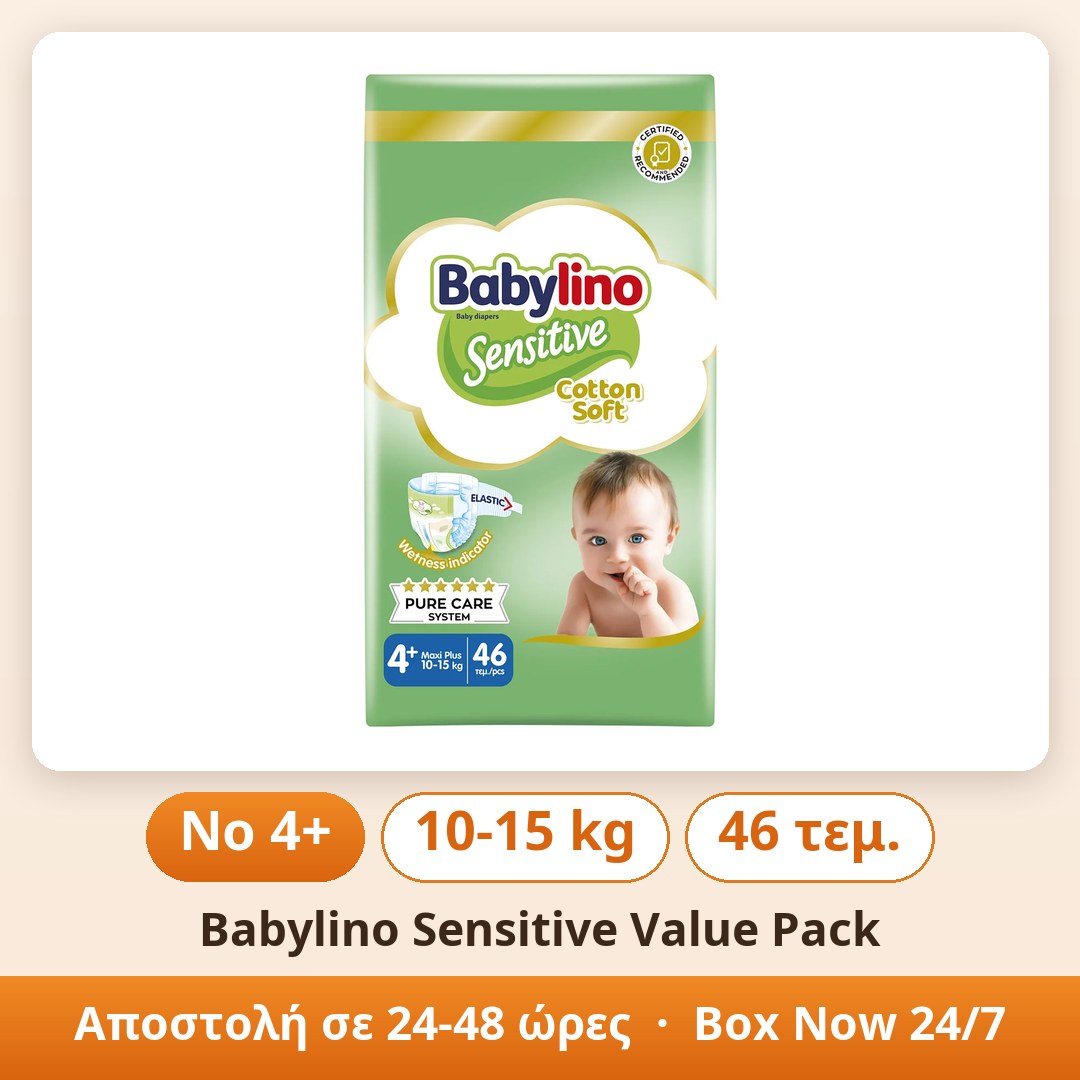 CERTIFIED
AND
RECOMMENDED
Babylino
Baby diapers
Sensitive
Cotton
Soft
ELASTIC
Wetness indicator
PURE CARE
SYSTEM
4+ Maxi Plus 10-15 kg 46 τεμ./pcs
No 4+ 10-15 kg 46 τεμ.
Babylino Sensitive Value Pack
Αποστολή σε 24-48 ώρες · Box Now 24/7